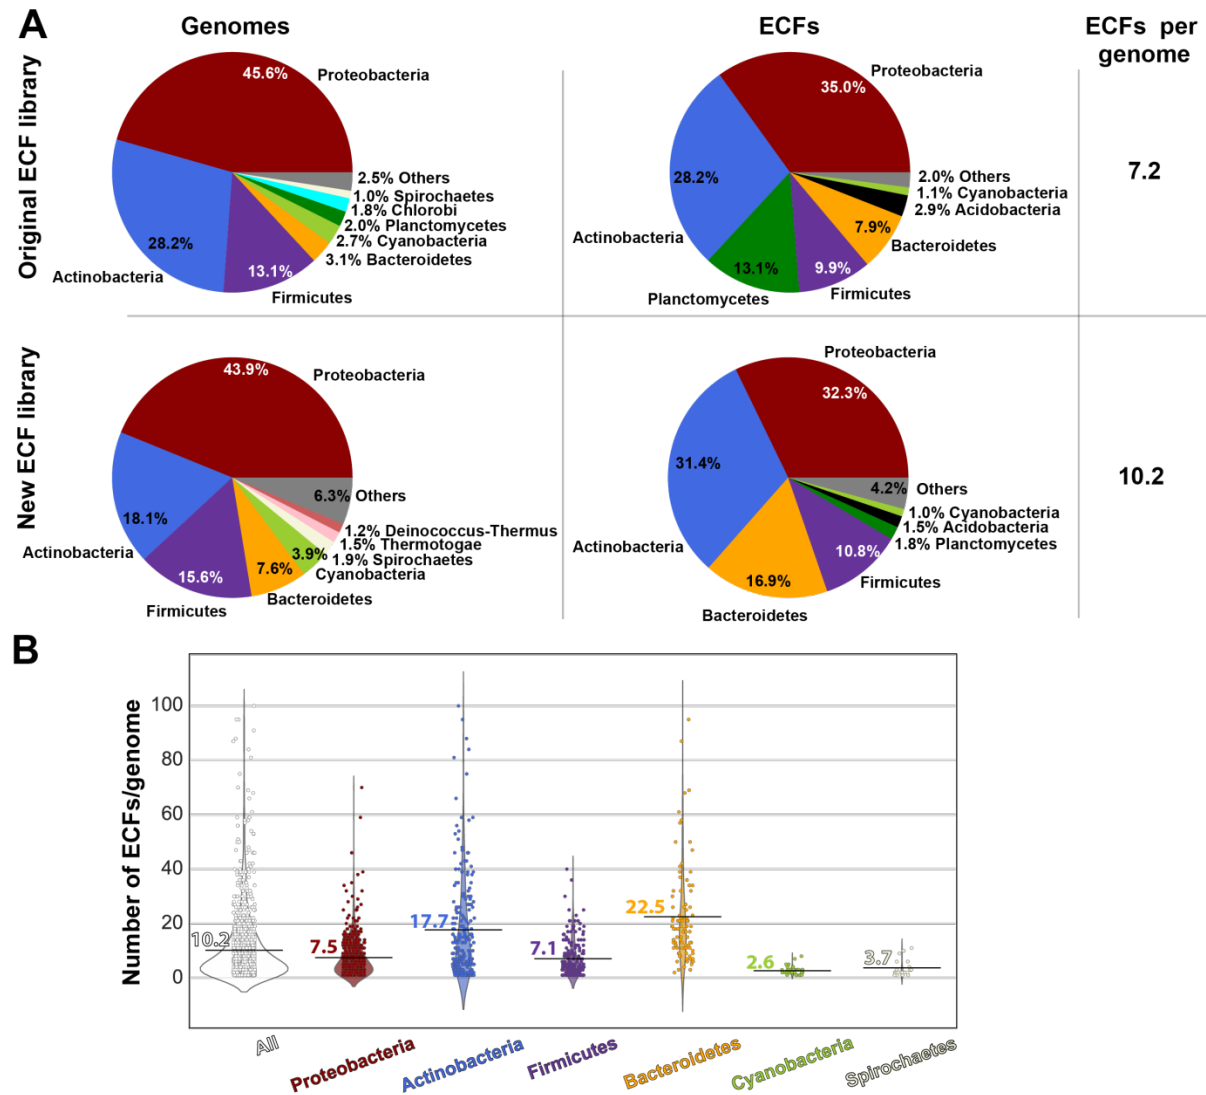 A
Genomes
ECFs
ECFs per
genome
Original ECF library
45.6%
Proteobacteria
2.5% Others
1.0% Spirochaetes
1.8% Chlorobi
2.0% Planctomycetes
2.7% Cyanobacteria
3.1% Bacteroidetes
28.2%
Actinobacteria
13.1%
Firmicutes
Proteobacteria
35.0%
2.0% Others
1.1% Cyanobacteria
2.9% Acidobacteria
7.9%
Bacteroidetes
28.2%
Actinobacteria
13.1%
Planctomycetes
9.9%
Firmicutes
7.2
New ECF library
43.9%
Proteobacteria
6.3% Others
1.2% Deinococcus-Thermus
1.5% Thermotogae
1.9% Spirochaetes
3.9%
Cyanobacteria
18.1%
Actinobacteria
15.6%
Firmicutes
7.6%
Bacteroidetes
Proteobacteria
32.3%
4.2% Others
1.0% Cyanobacteria
1.5% Acidobacteria
1.8% Planctomycetes
10.8%
Firmicutes
31.4%
Actinobacteria
16.9%
Bacteroidetes
10.2
B
Number of ECFs/genome
100
80
60
40
20
0
10.2
7.5
17.7
7.1
22.5
2.6
3.7
All
Proteobacteria
Actinobacteria
Firmicutes
Bacteroidetes
Cyanobacteria
Spirochaetes